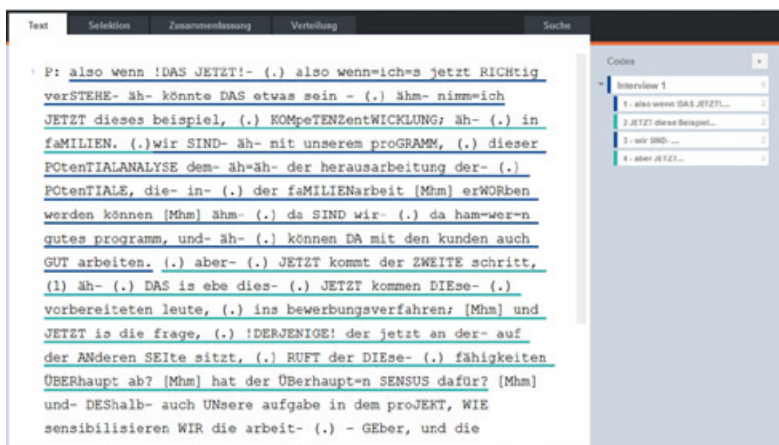 Text Selektion Zusammenfassung Verteilung Suche
1 P: also wenn !DAS JETZT!- (.) also wenn=ich=s jetzt RICHtig
verSTEHE- äh- könnte DAS etwas sein - (.) ähm- nimm=ich
JETZT dieses beispiel, (.) KOMpeTENZentWICKLUNG; äh- (.) in
faMILIEN. (.)wir SIND- äh- mit unserem proGRAMM, (.) dieser
POtenTIALANALYSE dem- äh=äh- der herausarbeitung der- (.)
POtenTIALE, die- in- (.) der faMILIENarbeit [Mhm] erWORben
werden können [Mhm] ähm- (.) da SIND wir- (.) da ham=wer=n
gutes programm, und- äh- (.) können DA mit den kunden auch
GUT arbeiten. (.) aber- (.) JETZT kommt der ZWEITE schritt,
(1) äh- (.) DAS is ebe dies- (.) JETZT kommen DIEse- (.)
vorbereiteten leute, (.) ins bewerbungsverfahren; [Mhm] und
JETZT is die frage, (.) !DERJENIGE! der jetzt an der- auf
der ANderen SEIte sitzt, (.) RUFT der DIEse- (.) fähigkeiten
ÜBERhaupt ab? [Mhm] hat der ÜBerhaupt=n SENSUS dafür? [Mhm]
und- DEShalb- auch UNsere aufgabe in dem proJEKT, WIE
sensibilisieren WIR die arbeit- (.) - GEber, und die
Codes
Interview 1
1 - also wenn !DAS JETZT!....
2 JETZT diese Beispiel... 2
3 - wir SIND- ... 2
4 - aber JETZT... 2